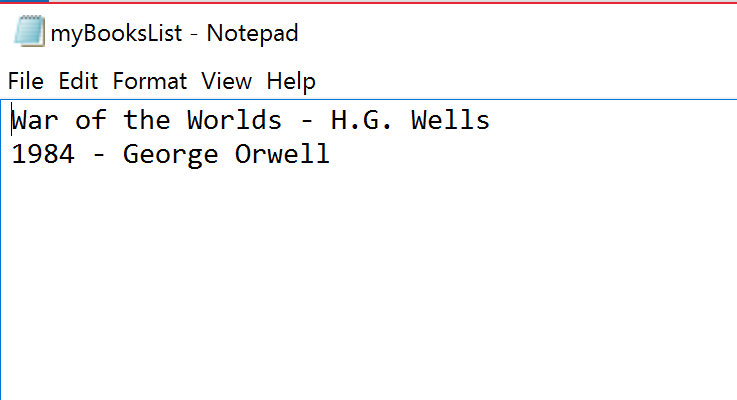 myBooksList - Notepad
File Edit Format View Help
War of the Worlds - H.G. Wells
1984 - George Orwell